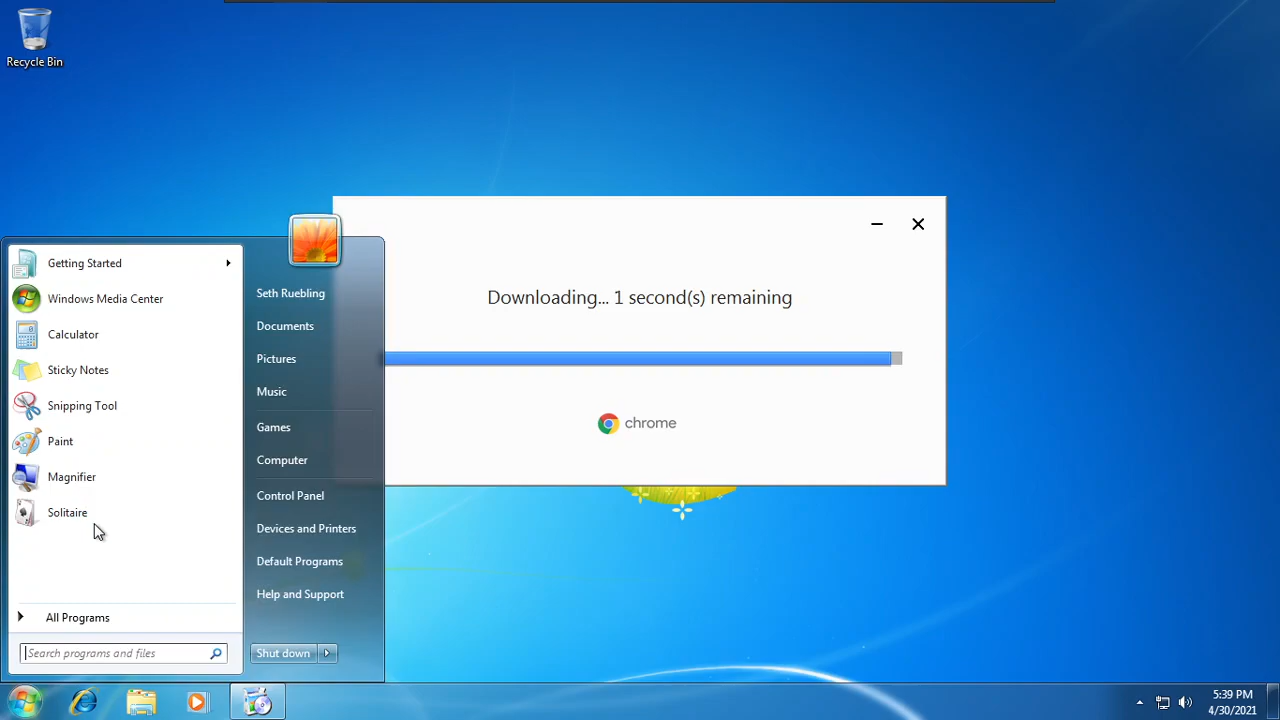 Recycle Bin
Downloading... 1 second(s) remaining
chrome
Getting Started
Windows Media Center
Calculator
Sticky Notes
Snipping Tool
Paint
Magnifier
Solitaire
All Programs
Search programs and files
Seth Ruebling
Documents
Pictures
Music
Games
Computer
Control Panel
Devices and Printers
Default Programs
Help and Support
Shut down
5:39 PM
4/30/2021